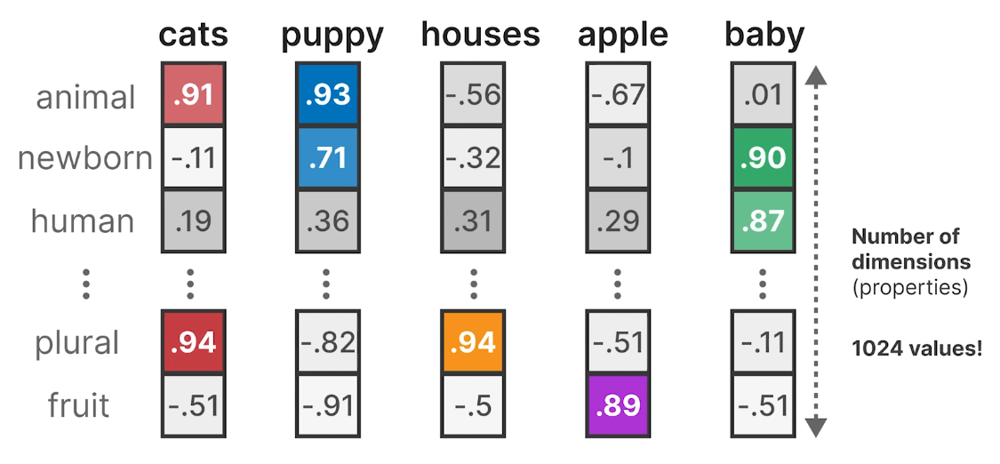 cats puppy houses apple baby
animal .91 .93 -.56 -.67 .01
newborn -.11 .71 -.32 -.1 .90
human .19 .36 .31 .29 .87
plural .94 -.82 .94 -.51 -.11
fruit -.51 -.91 -.5 .89 -.51
Number of
dimensions
(properties)
1024 values!